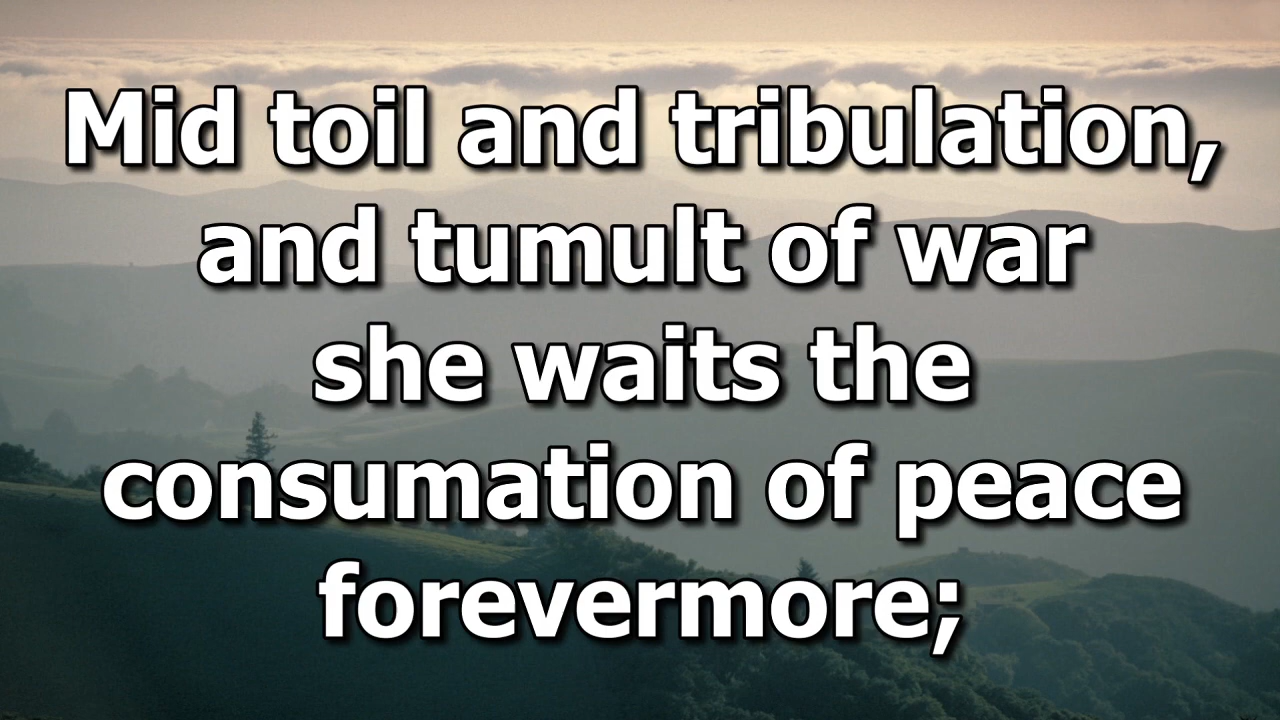 Mid toil and tribulation,
and tumult of war
she waits the
consumation of peace
forevermore;